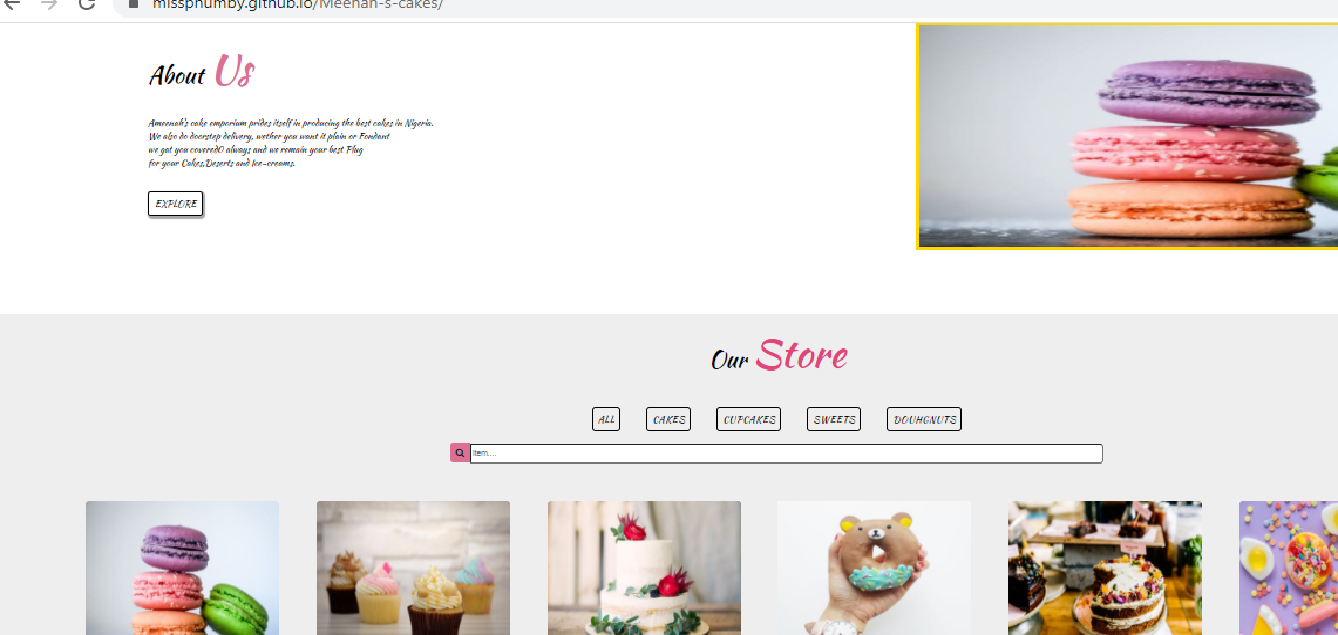 missphumby.github.io/Meenah-s-cakes/
About Us
Ameenah's cake emporium prides itself in producing the best cakes in Nigeria.
We also do doorstep delivery, wether you want it plain or Fondant
we got you coveredO always and we remain your best Plug
for your Cakes,Deserts and Ice-creams.
EXPLORE
Our Store
ALL CAKES CUPCAKES SWEETS DOUHGNUTS
item....